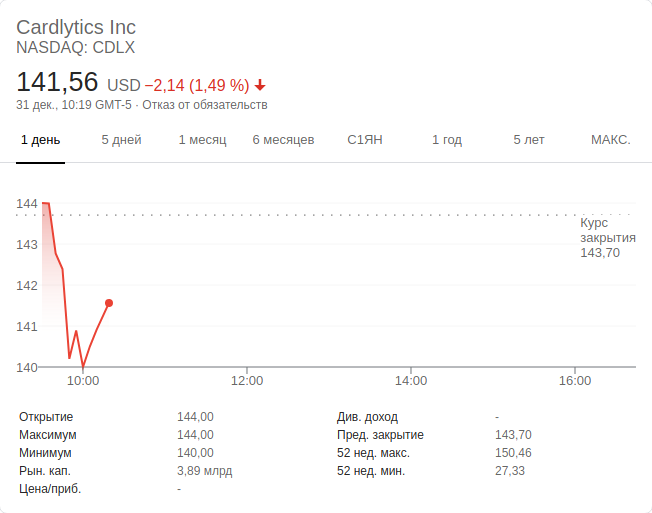 Cardlytics Inc
NASDAQ: CDLX
141,56 USD −2,14 (1,49 %)
31 дек., 10:19 GMT-5 · Отказ от обязательств
1 день 5 дней 1 месяц 6 месяцев С1ЯН 1 год 5 лет МАКС.
144
143
142
141
140
Курс
закрытия
143,70
10:00 12:00 14:00 16:00
Открытие 144,00 Див. доход -
Максимум 144,00 Пред. закрытие 143,70
Минимум 140,00 52 нед. макс. 150,46
Рын. кап. 3,89 млрд 52 нед. мин. 27,33
Цена/приб. -